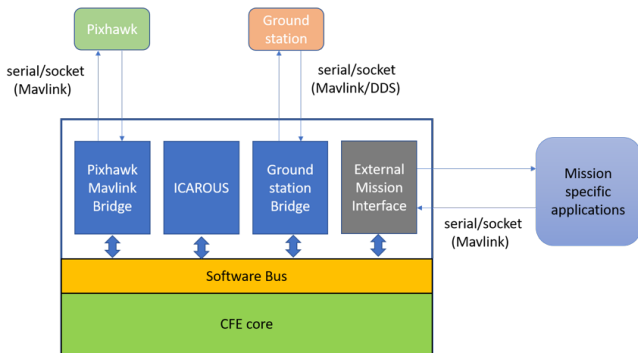 Pixhawk
Ground
station
serial/socket
(Mavlink)
serial/socket
(Mavlink/DDS)
Pixhawk
Mavlink
Bridge
ICAROUS
Ground
station
Bridge
External
Mission
Interface
Mission
specific
applications
serial/socket
(Mavlink)
Software Bus
CFE core